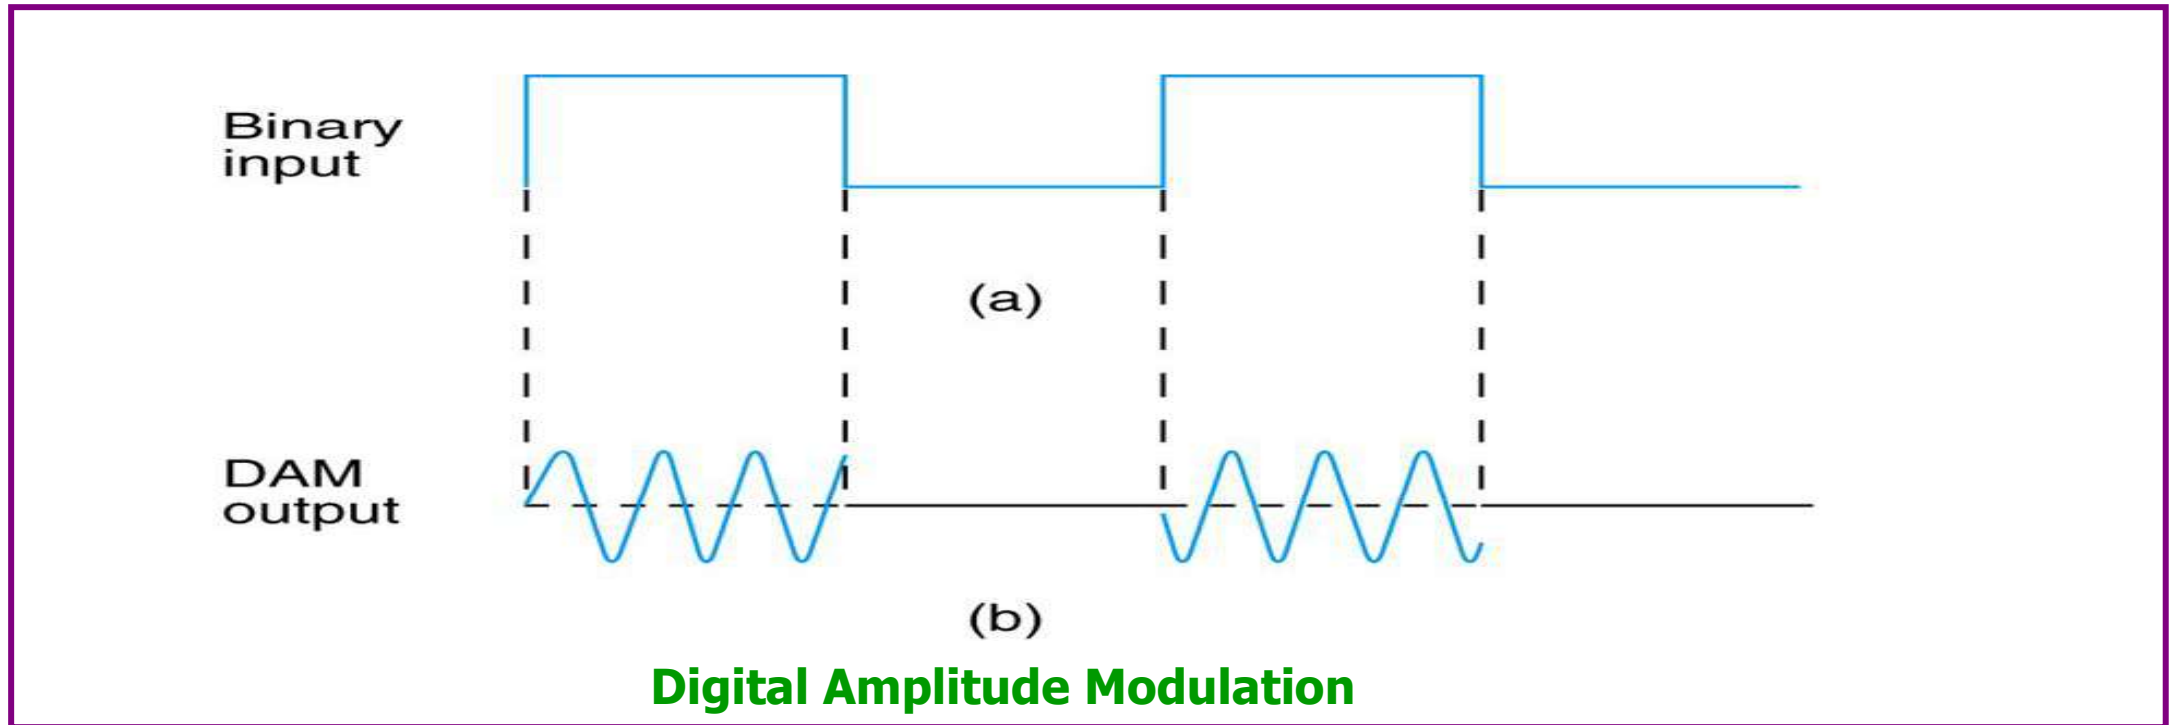 Binary
input
(a)
DAM
output
(b)
Digital Amplitude Modulation